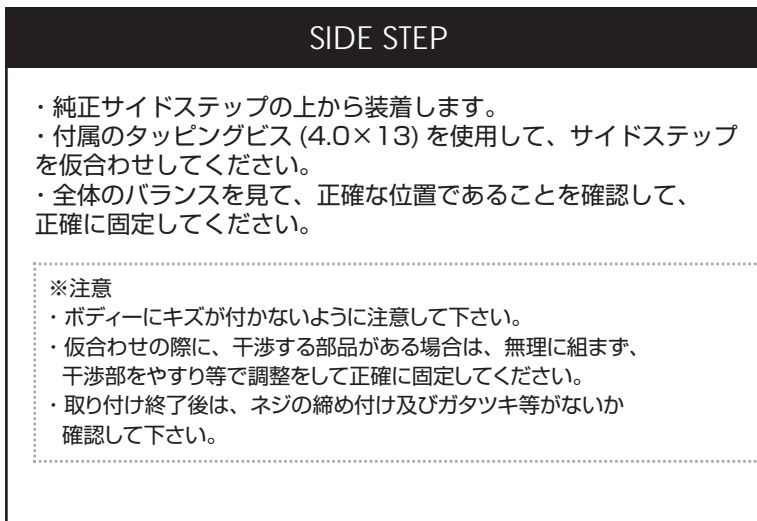 SIDE STEP
・純正サイドステップの上から装着します。
・付属のタッピングビス (4.0×13) を使用して、サイドステップ
を仮合わせしてください。
・全体のバランスを見て、正確な位置であることを確認して、
正確に固定してください。
※注意
・ボディーにキズが付かないように注意して下さい。
・仮合わせの際に、干渉する部品がある場合は、無理に組まず、
干渉部をやすり等で調整をして正確に固定してください。
・取り付け終了後は、ネジの締め付け及びガタツキ等がないか
確認して下さい。